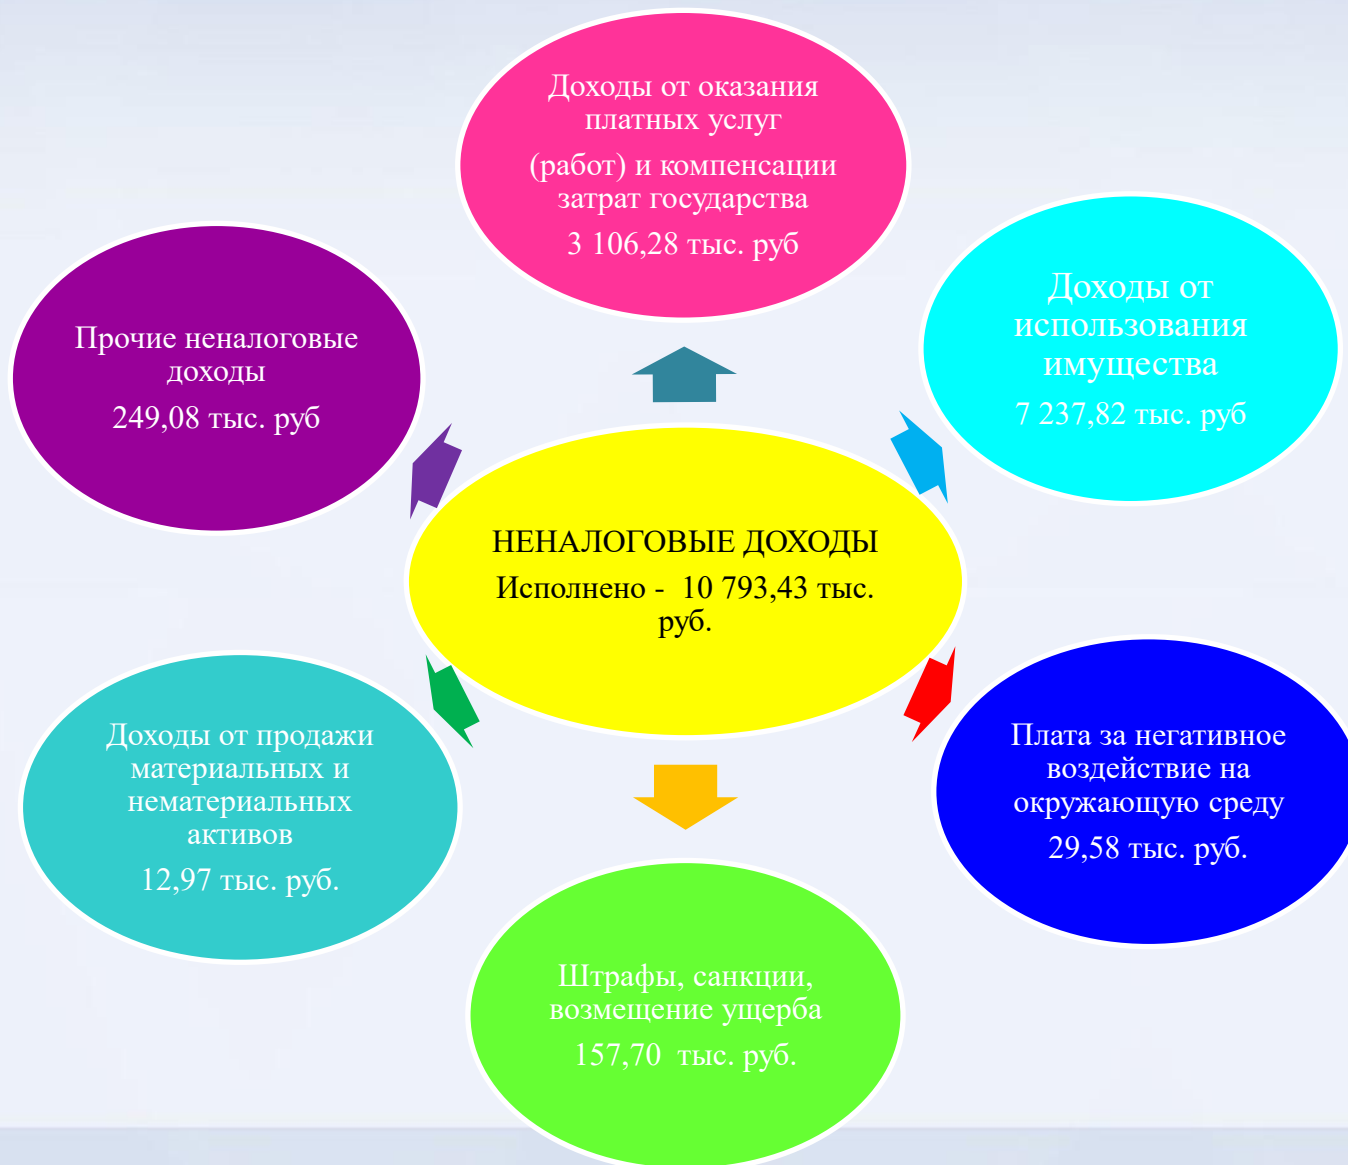 Доходы от оказания
платных услуг
(работ) и компенсации
затрат государства
3 106,28 тыс. руб
Доходы от
использования
имущества
7 237,82 тыс. руб
Прочие неналоговые
доходы
249,08 тыс. руб
НЕНАЛОГОВЫЕ ДОХОДЫ
Исполнено - 10 793,43 тыс.
руб.
Доходы от продажи
материальных и
нематериальных
активов
12,97 тыс. руб.
Плата за негативное
воздействие на
окружающую среду
29,58 тыс. руб.
Штрафы, санкции,
возмещение ущерба
157,70 тыс. руб.